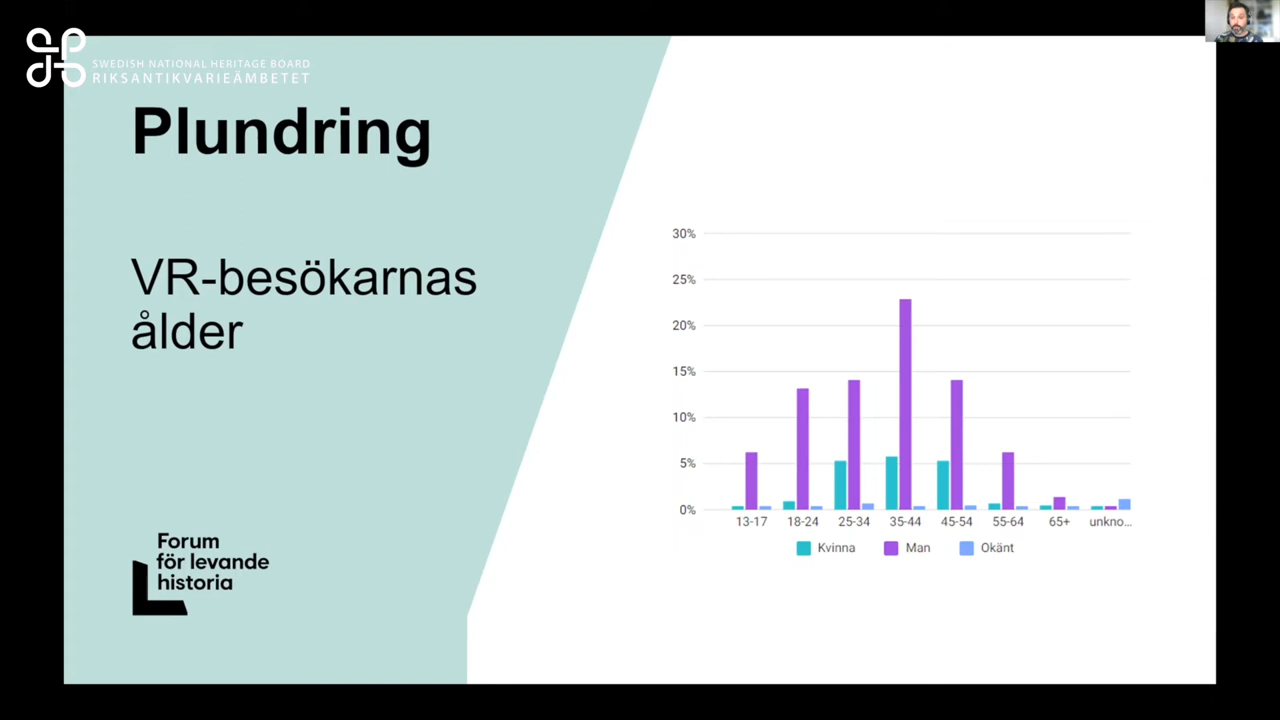 SWEDISH NATIONAL HERITAGE BOARD
RIKSANTIKVARIEÄMBETET
Plundring
VR-besökarnas
ålder
Forum
för levande
historia
30%
25%
20%
15%
10%
5%
0%
13-17 18-24 25-34 35-44 45-54 55-64 65+ unkno...
Kvinna Man Okänt